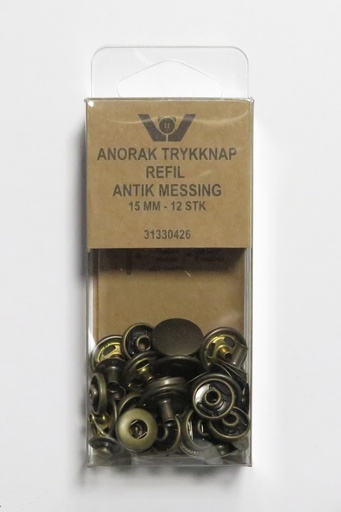 ANORAK TRYKKNAP
REFIL
ANTIK MESSING
15 MM - 12 STK
31330426